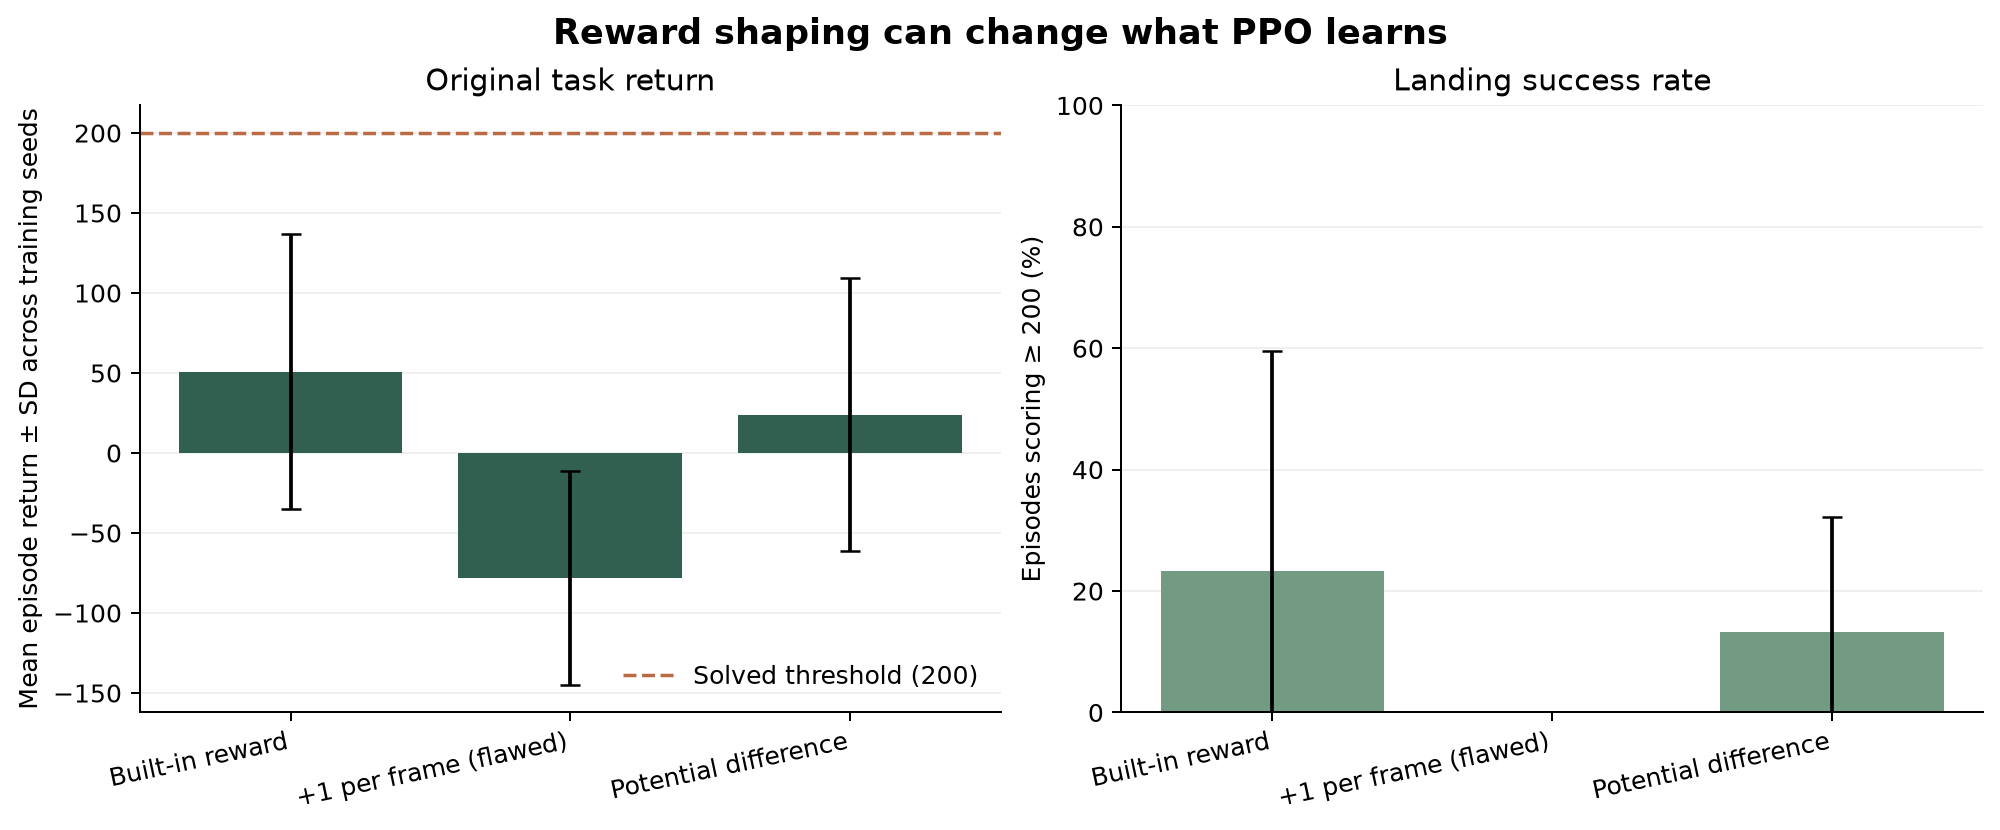 Reward shaping can change what PPO learns
Original task return
Mean episode return ± SD across training seeds
200
150
100
50
0
−50
−100
−150
Solved threshold (200)
Built-in reward
+1 per frame (flawed)
Potential difference
Landing success rate
Episodes scoring ≥ 200 (%)
100
80
60
40
20
0
Built-in reward
+1 per frame (flawed)
Potential difference